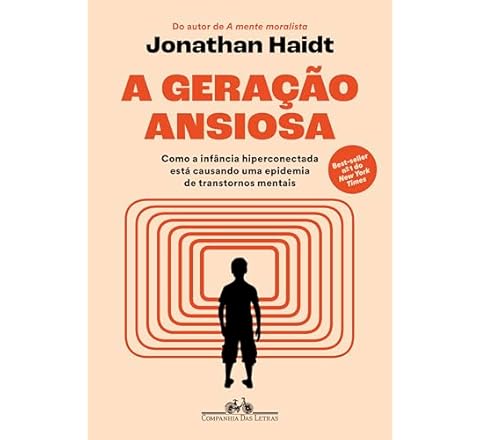 Do autor de A mente moralista
Jonathan Haidt
A GERAÇÃO
ANSIOSA
Como a infância hiperconectada
está causando uma epidemia
de transtornos mentais
Best-seller
nº 1 do
New York
Times
COMPANHIA DAS LETRAS